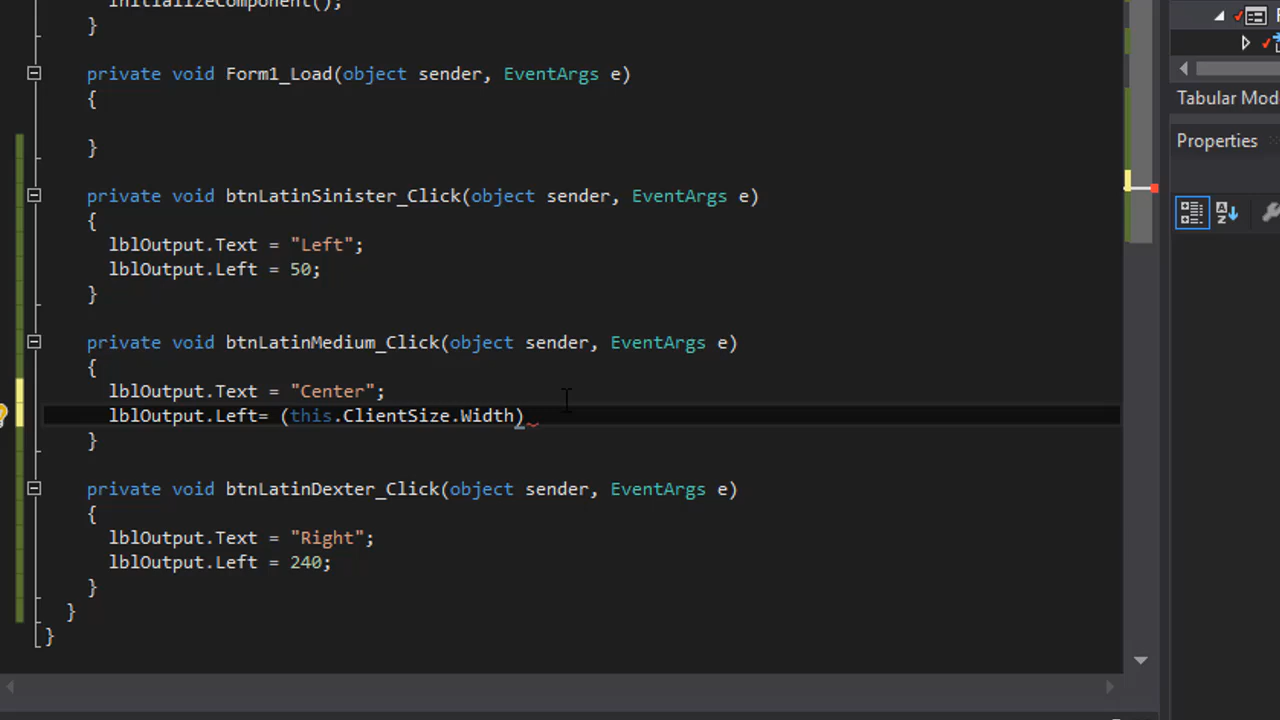 InitializeComponent();
}
private void Form1_Load(object sender, EventArgs e)
{
}
private void btnLatinSinister_Click(object sender, EventArgs e)
{
lblOutput.Text = "Left";
lblOutput.Left = 50;
}
private void btnLatinMedium_Click(object sender, EventArgs e)
{
lblOutput.Text = "Center";
lblOutput.Left= (this.ClientSize.Width)
}
private void btnLatinDexter_Click(object sender, EventArgs e)
{
lblOutput.Text = "Right";
lblOutput.Left = 240;
}
}
}
Tabular Mod
Properties